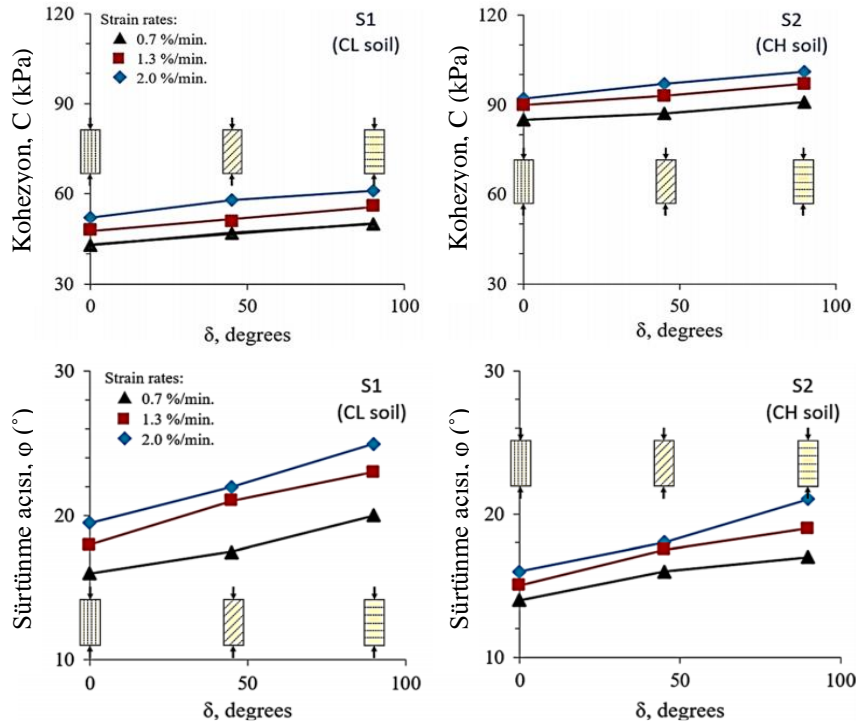 120
90
60
30
0
50
100
Kohezyon, C (kPa)
δ, degrees
Strain rates:
0.7 %/min.
1.3 %/min.
2.0 %/min.
S1
(CL soil)
120
90
60
30
0
50
100
Kohezyon, C (kPa)
δ, degrees
S2
(CH soil)
30
20
10
0
50
100
Sürtünme açısı, φ (˚)
δ, degrees
Strain rates:
0.7 %/min.
1.3 %/min.
2.0 %/min.
S1
(CL soil)
30
20
10
0
50
100
Sürtünme açısı, φ (˚)
δ, degrees
S2
(CH soil)